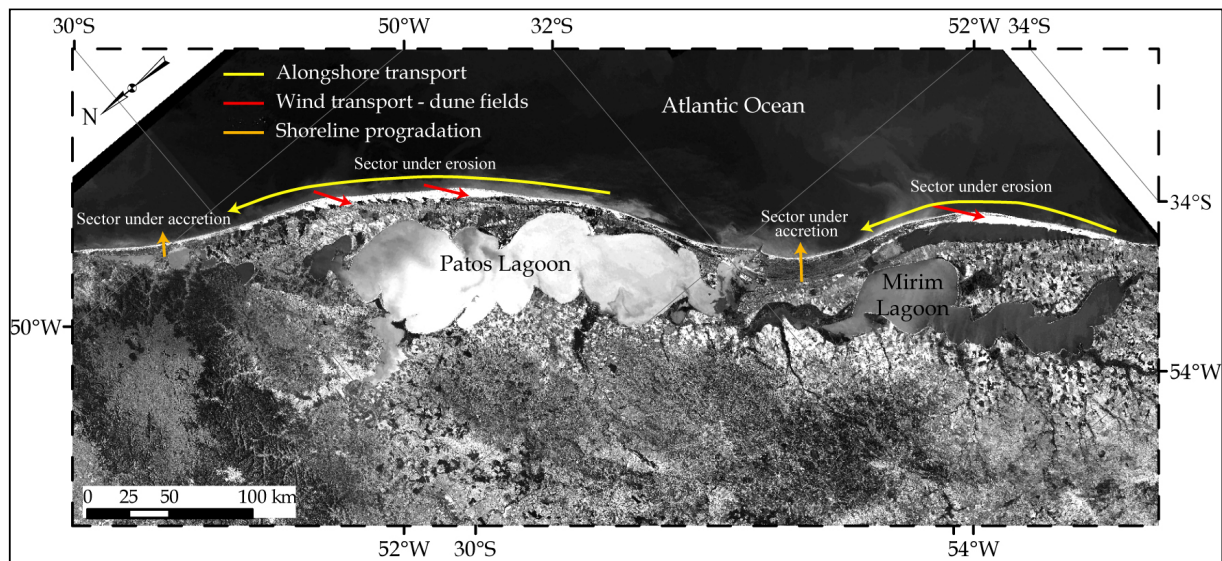 30°S
50°W
32°S
52°W
34°S
N
Alongshore transport
Wind transport - dune fields
Shoreline progradation
Atlantic Ocean
Sector under erosion
Sector under erosion
34°S
Sector under accretion
Sector under
accretion
Patos Lagoon
Mirim
Lagoon
50°W
54°W
0 25 50 100 km
52°W
30°S
54°W